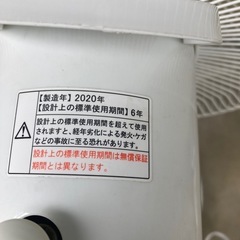 【製造年】2020年
【設計上の標準使用期間】6年
設計上の標準使用期間を超えて使用
されますと、経年劣化による発火・ケガ
などの事故に至る恐れがあります。
設計上の標準使用期間は無償保証
期間とは異なります。